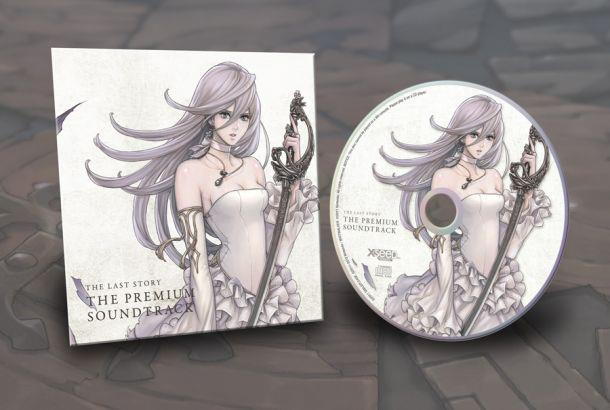 THE LAST STORY
THE PREMIUM
SOUNDTRACK
THE LAST STORY
THE PREMIUM
SOUNDTRACK
XSEED